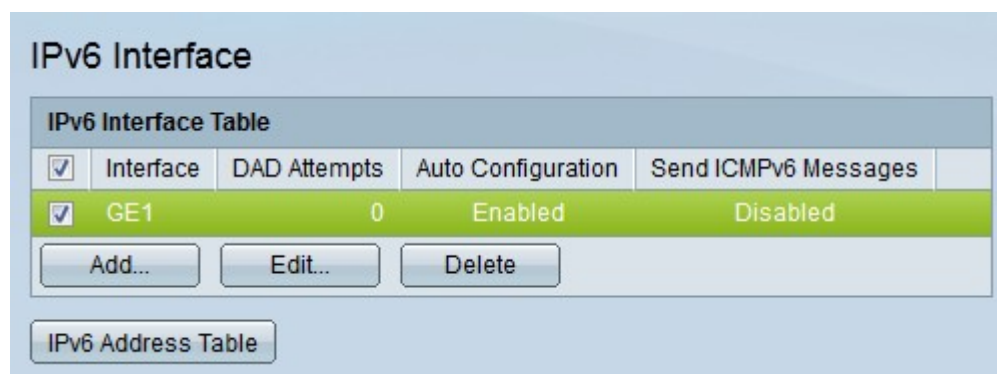 IPv6 Interface
IPv6 Interface Table
Interface DAD Attempts Auto Configuration Send ICMPv6 Messages
GE1 0 Enabled Disabled
Add... Edit... Delete
IPv6 Address Table